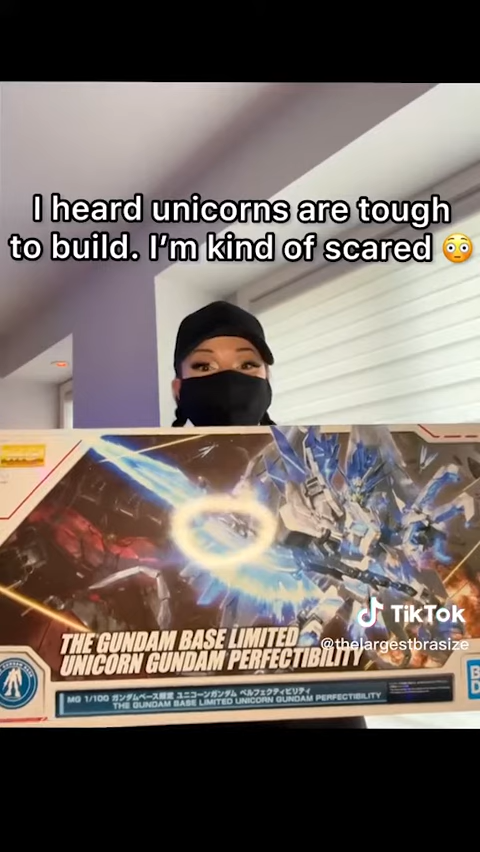 I heard unicorns are tough
to build. I’m kind of scared 😳
TikTok
@thelargestbrasize
THE GUNDAM BASE LIMITED
UNICORN GUNDAM PERFECTIBILITY
MG 1/100 ガンダムベース限定 ユニコーンガンダム ペルフェクティビリティ
THE GUNDAM BASE LIMITED UNICORN GUNDAM PERFECTIBILITY